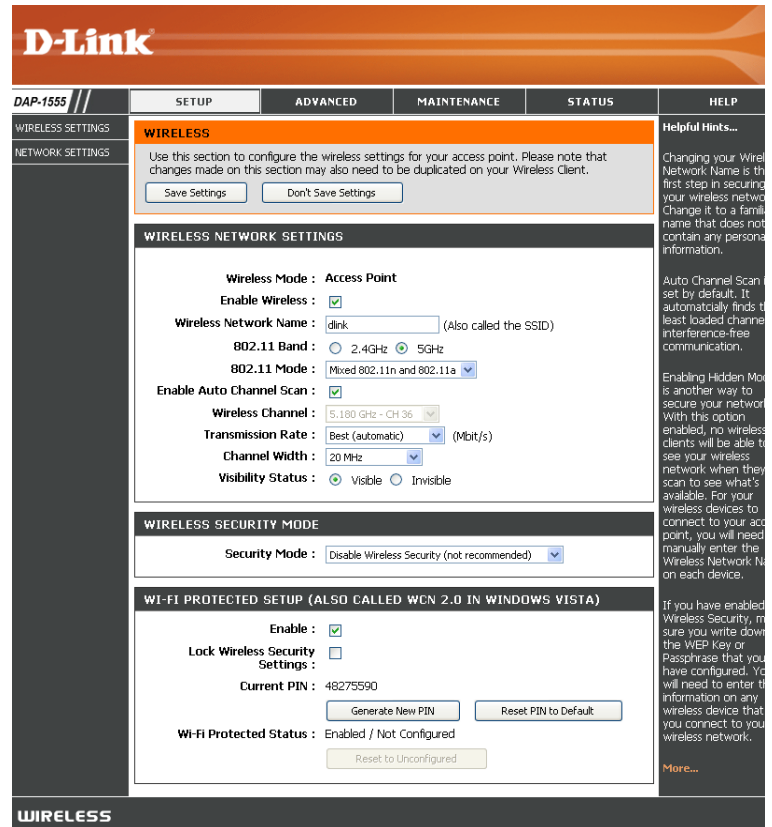 D-Link
DAP-1555
SETUP
ADVANCED
MAINTENANCE
STATUS
HELP
WIRELESS SETTINGS
NETWORK SETTINGS
WIRELESS
Use this section to configure the wireless settings for your access point. Please note that
changes made on this section may also need to be duplicated on your Wireless Client.
Save Settings
Don't Save Settings
WIRELESS NETWORK SETTINGS
Wireless Mode : Access Point
Enable Wireless :
Wireless Network Name : dlink (Also called the SSID)
802.11 Band : 2.4GHz 5GHz
802.11 Mode : Mixed 802.11n and 802.11a
Enable Auto Channel Scan :
Wireless Channel : 5.180 GHz - CH 36
Transmission Rate : Best (automatic) (Mbit/s)
Channel Width : 20 MHz
Visibility Status : Visible Invisible
WIRELESS SECURITY MODE
Security Mode : Disable Wireless Security (not recommended)
WI-FI PROTECTED SETUP (ALSO CALLED WCN 2.0 IN WINDOWS VISTA)
Enable :
Lock Wireless Security
Settings :
Current PIN : 48275590
Generate New PIN
Reset PIN to Default
Wi-Fi Protected Status : Enabled / Not Configured
Reset to Unconfigured
Helpful Hints...
Changing your Wirel
Network Name is th
first step in securing
your wireless netwo
Change it to a famili
name that does not
contain any persona
information.
Auto Channel Scan i
set by default. It
automatcially finds t
least loaded channe
interference-free
communication.
Enabling Hidden Mod
is another way to
secure your network
With this option
enabled, no wireless
clients will be able to
see your wireless
network when they
scan to see what's
available. For your
wireless devices to
connect to your acc
point, you will need
manually enter the
Wireless Network Na
on each device.
If you have enabled
Wireless Security, m
sure you write down
the WEP Key or
Passphrase that you
have configured. Yo
will need to enter th
information on any
wireless device that
you connect to you
wireless network.
More...
WIRELESS